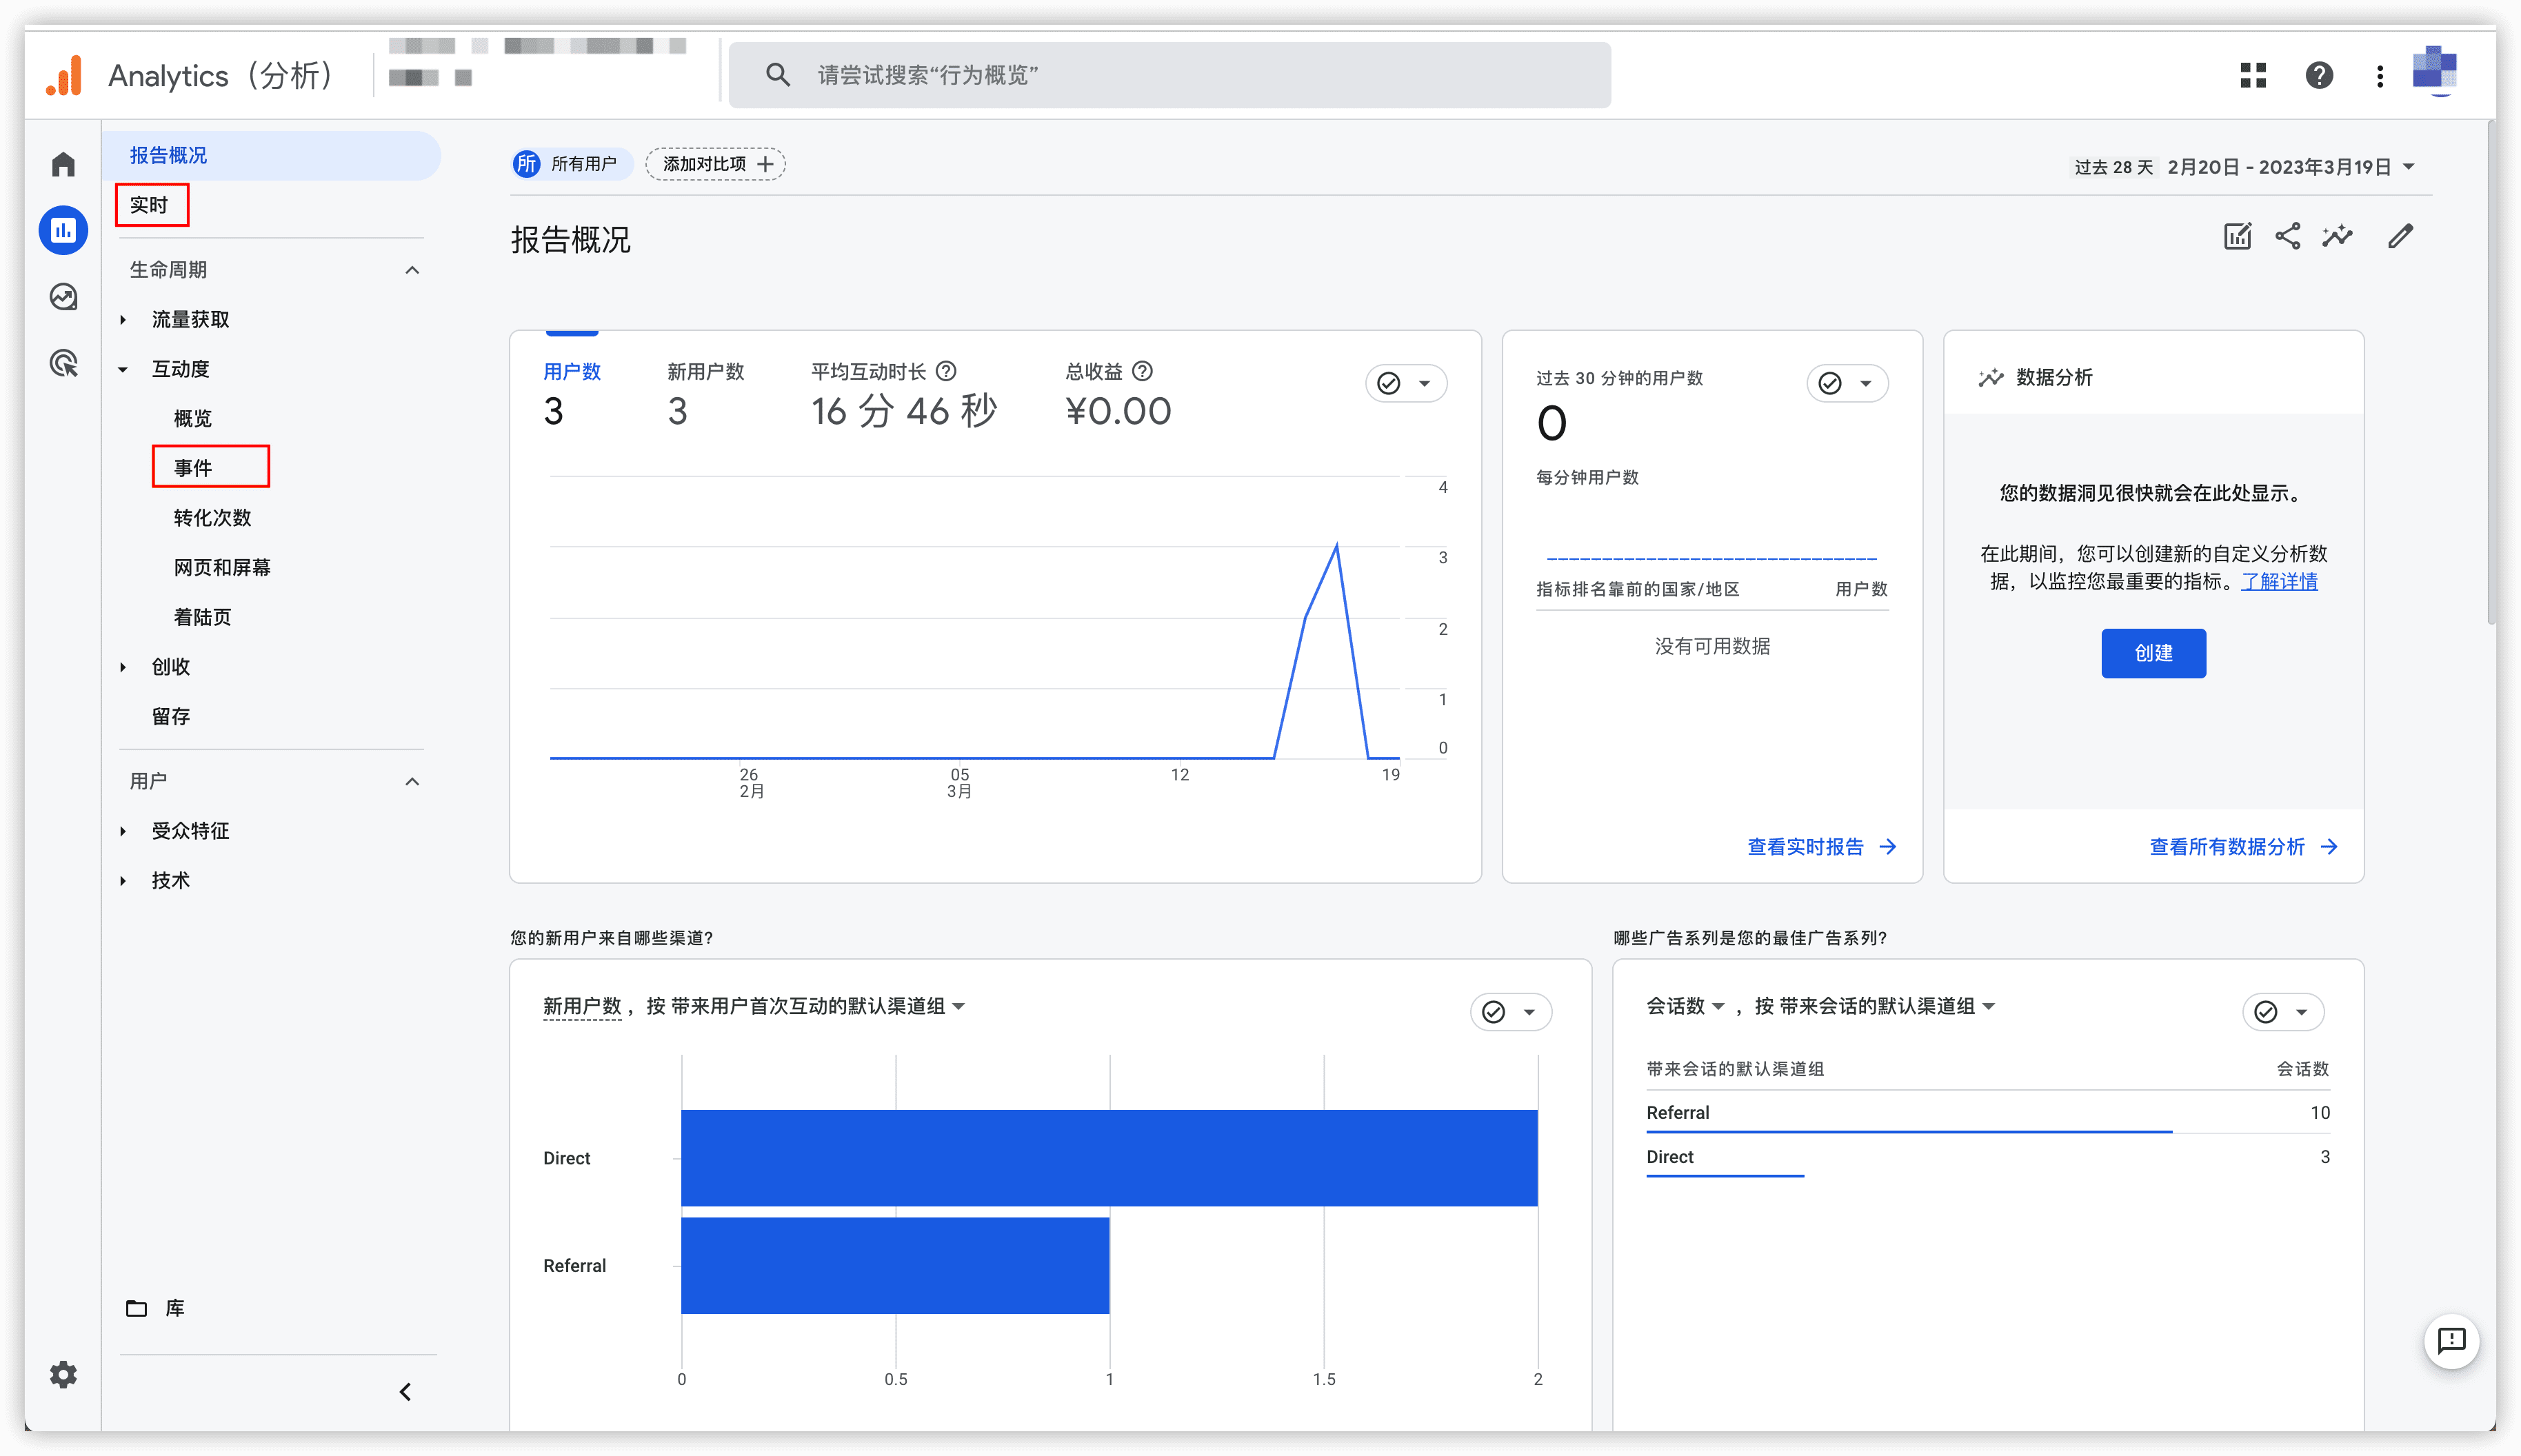 Analytics（分析）
请尝试搜索“行为概览”
报告概况
实时
生命周期
流量获取
互动度
概览
事件
转化次数
网页和屏幕
着陆页
创收
留存
用户
受众特征
技术
库
所 所有用户
添加对比项
过去 28 天 2月20日 - 2023年3月19日
报告概况
用户数
3
新用户数
3
平均互动时长
16 分 46 秒
总收益
¥0.00
4
3
2
1
0
26
2月
05
3月
12
19
过去 30 分钟的用户数
0
每分钟用户数
指标排名靠前的国家/地区 用户数
没有可用数据
查看实时报告
数据分析
您的数据洞见很快就会在此处显示。
在此期间，您可以创建新的自定义分析数
据，以监控您最重要的指标。了解详情
创建
查看所有数据分析
您的新用户来自哪些渠道?
新用户数，按 带来用户首次互动的默认渠道组
Direct
Referral
0 0.5 1 1.5 2
哪些广告系列是您的最佳广告系列?
会话数，按 带来会话的默认渠道组
带来会话的默认渠道组 会话数
Referral 10
Direct 3